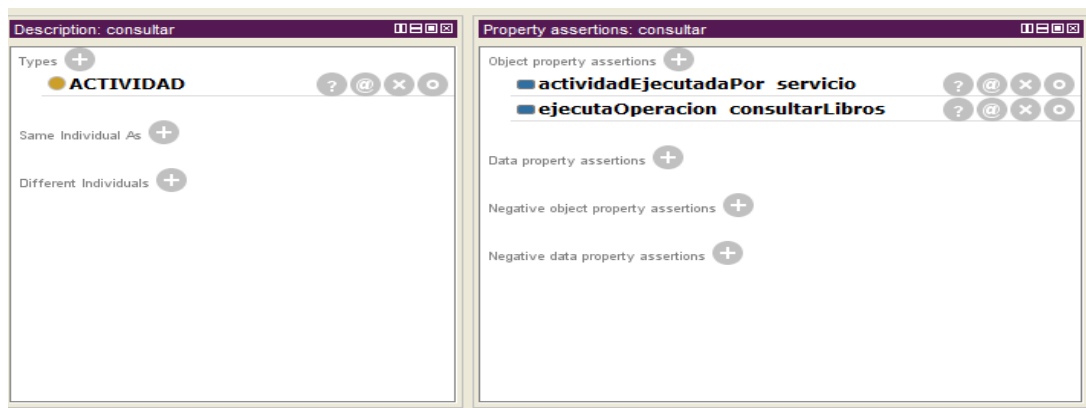 Description: consultar
Types
ACTIVIDAD
Same Individual As
Different Individuals
Property assertions: consultar
Object property assertions
actividadEjecutadaPor servicio
ejecutaOperacion consultarLibros
Data property assertions
Negative object property assertions
Negative data property assertions